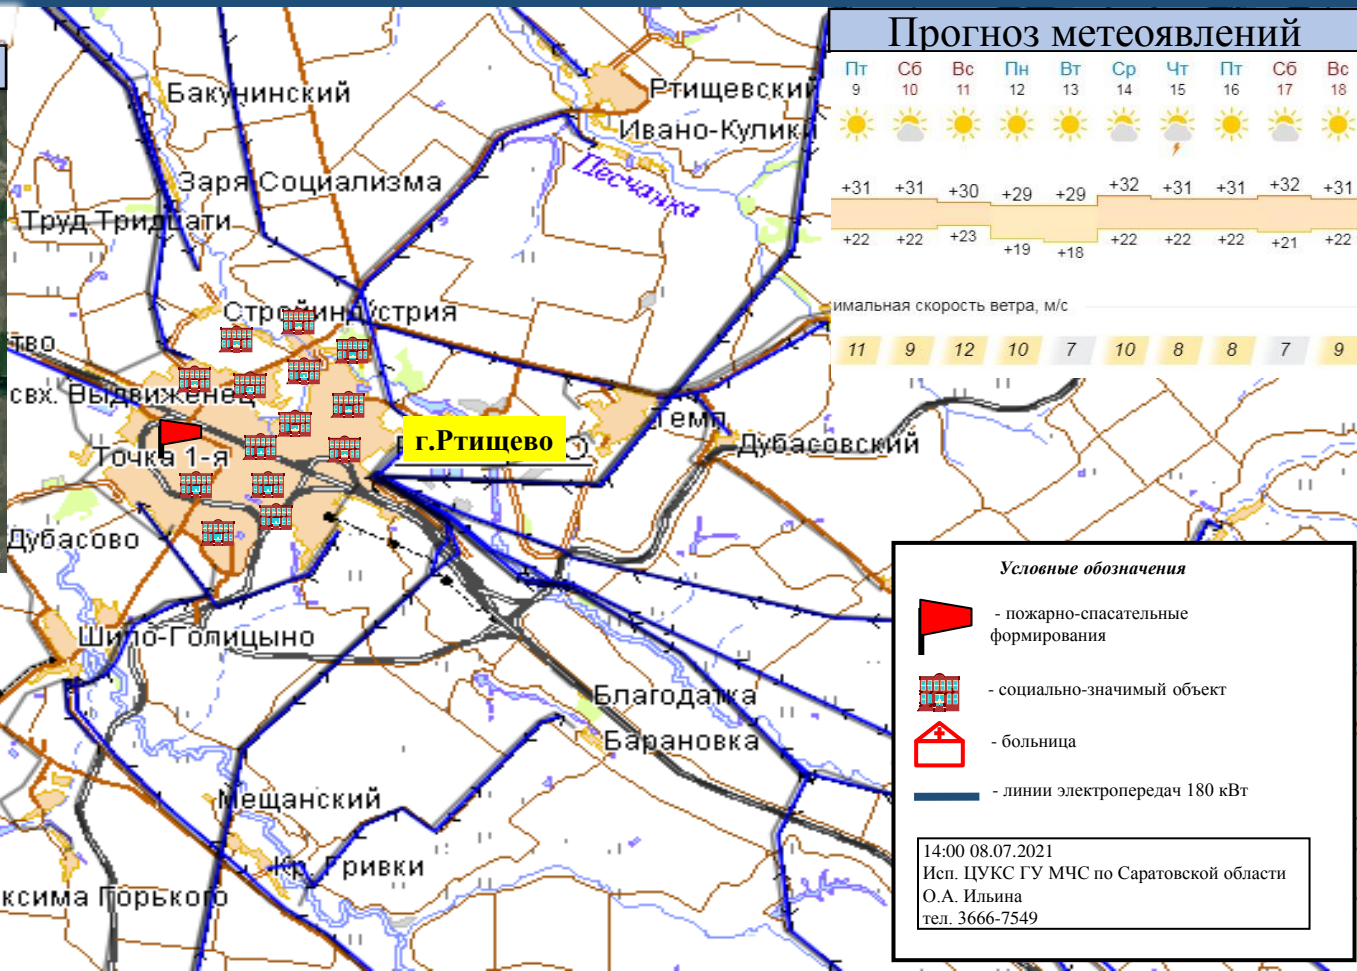 Прогноз метеоявлений
Пт Сб Вс Пн Вт Ср Чт Пт Сб Вс
9 10 11 12 13 14 15 16 17 18
+31 +31 +30 +29 +29 +32 +31 +31 +32 +31
+22 +22 +23 +19 +18 +22 +22 +22 +21 +22
имальная скорость ветра, м/с
11 9 12 10 7 10 8 8 7 9
Бакунинский
Ртищевский
Ивано-Кулики
Песчанка
Заря Социализма
Труд Тридцати
Стройиндустрия
тво
свх. Выдвиженец
Темп
г.Ртищево
Дубасовский
Точка 1-я
Дубасово
Шило-Голицыно
Благодатка
Барановка
Мещанский
Кр. Гривки
ксима Горького
Условные обозначения
- пожарно-спасательные
формирования
- социально-значимый объект
- больница
- линии электропередач 180 кВт
14:00 08.07.2021
Исп. ЦУКС ГУ МЧС по Саратовской области
О.А. Ильина
тел. 3666-7549